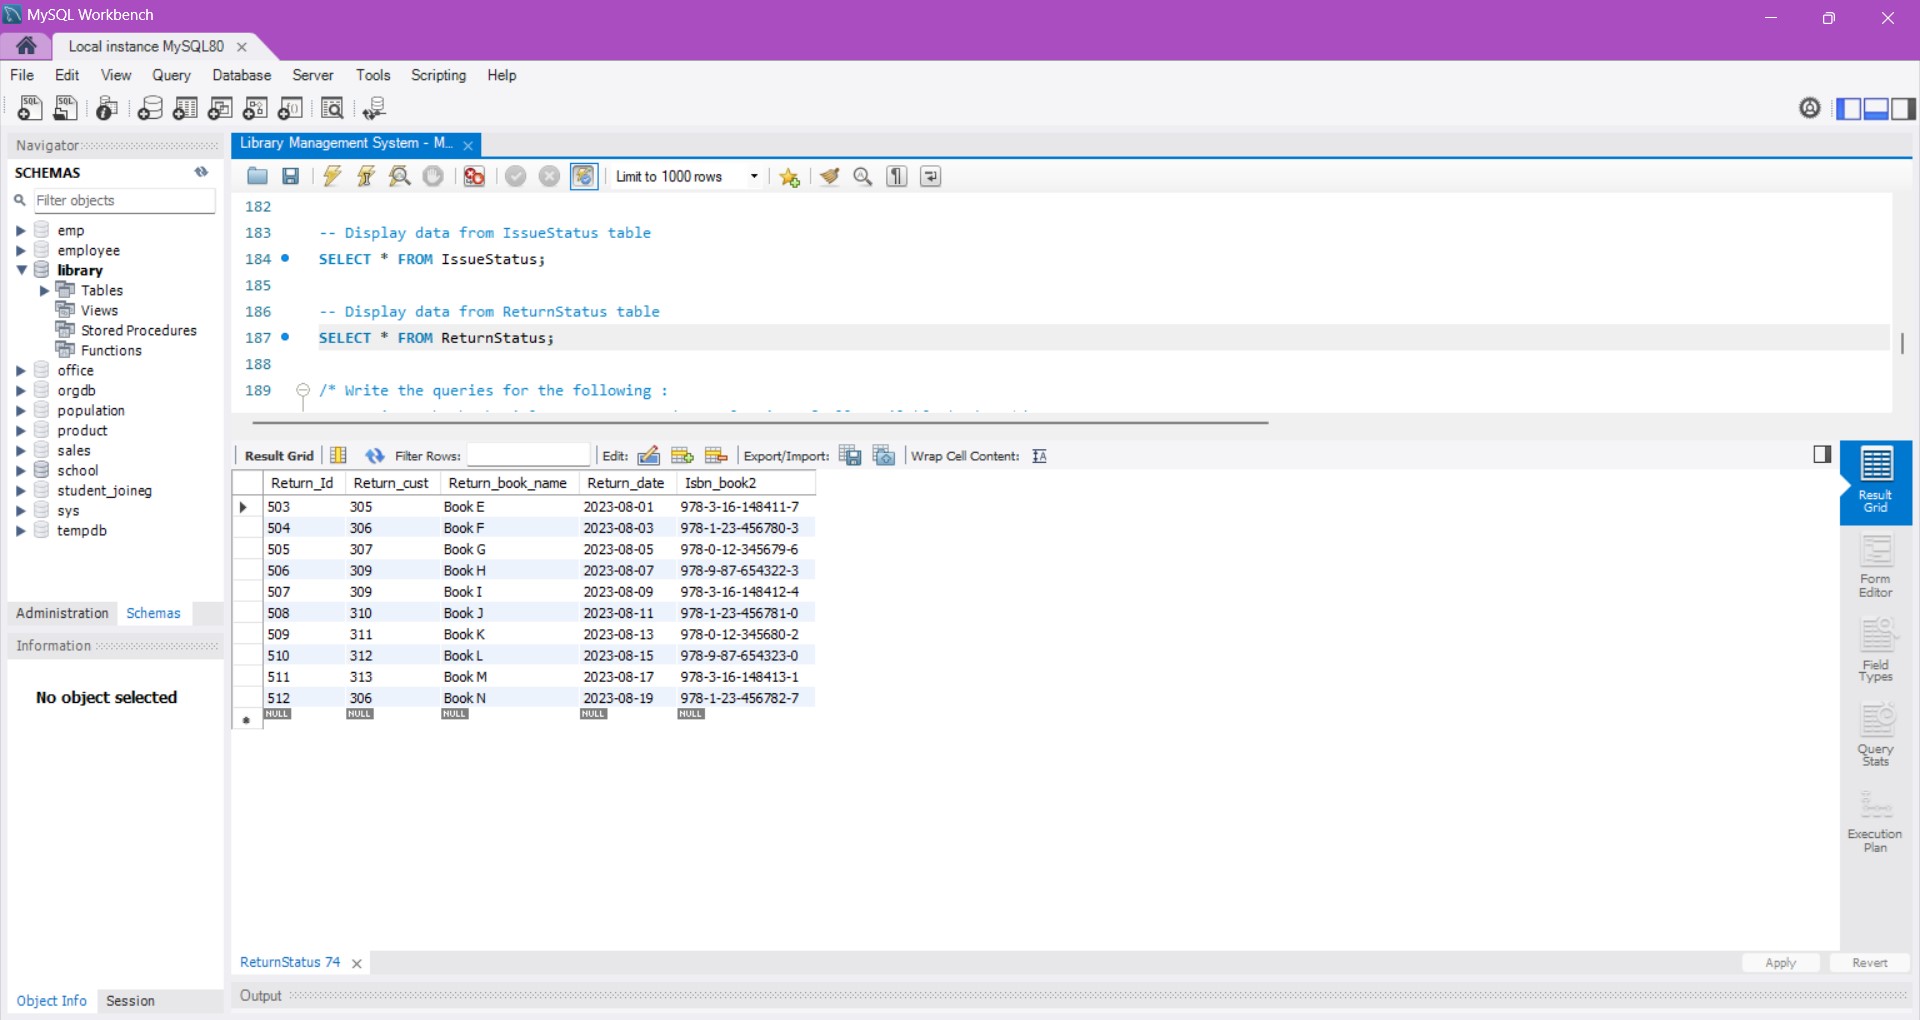 MySQL Workbench
Local instance MySQL80
File Edit View Query Database Server Tools Scripting Help
Navigator
SCHEMAS
Filter objects
emp
employee
library
Tables
Views
Stored Procedures
Functions
office
orgdb
population
product
sales
school
student_joineg
sys
tempdb
Administration Schemas
Information
No object selected
Object Info Session
Library Management System - M...
Limit to 1000 rows
182
183 -- Display data from IssueStatus table
184 SELECT * FROM IssueStatus;
185
186 -- Display data from ReturnStatus table
187 SELECT * FROM ReturnStatus;
188
189 /* Write the queries for the following :
Result Grid Filter Rows: Edit: Export/Import: Wrap Cell Content:
Return_Id Return_cust Return_book_name Return_date Isbn_book2
503 305 Book E 2023-08-01 978-3-16-148411-7
504 306 Book F 2023-08-03 978-1-23-456780-3
505 307 Book G 2023-08-05 978-0-12-345679-6
506 309 Book H 2023-08-07 978-9-87-654322-3
507 309 Book I 2023-08-09 978-3-16-148412-4
508 310 Book J 2023-08-11 978-1-23-456781-0
509 311 Book K 2023-08-13 978-0-12-345680-2
510 312 Book L 2023-08-15 978-9-87-654323-0
511 313 Book M 2023-08-17 978-3-16-148413-1
512 306 Book N 2023-08-19 978-1-23-456782-7
NULL NULL NULL NULL NULL
Result
Grid
Form
Editor
Field
Types
Query
Stats
Execution
Plan
ReturnStatus 74
Apply Revert
Output